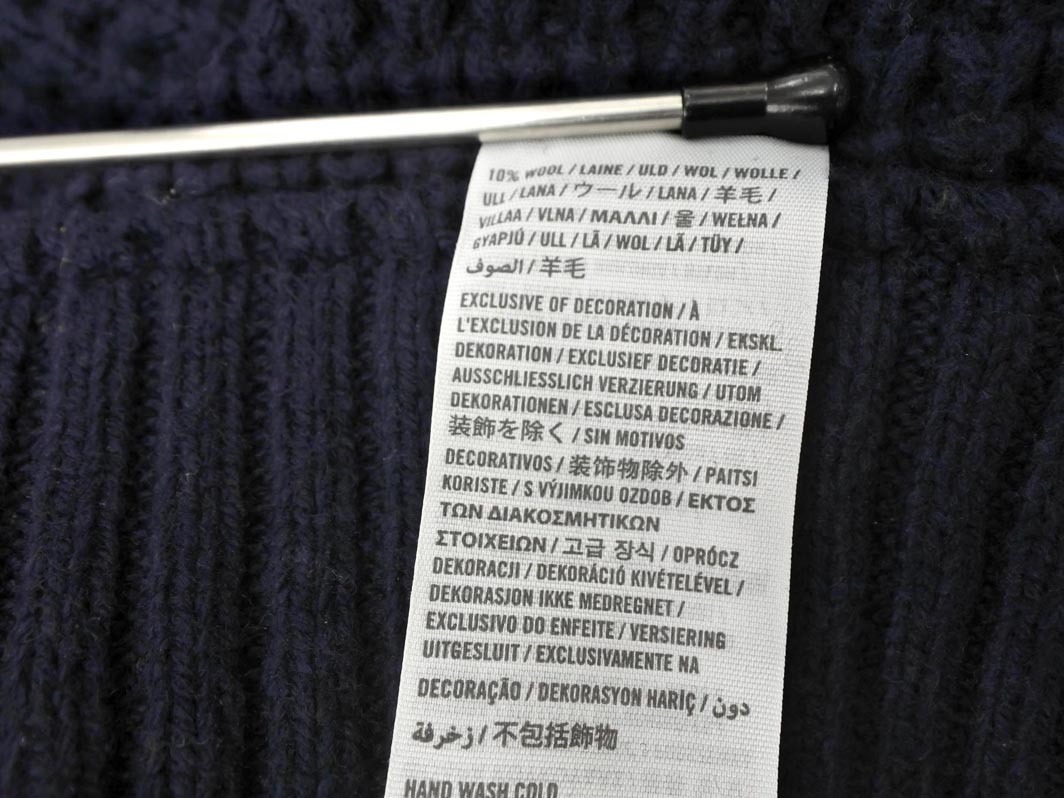 10% WOOL / LAINE / ULD / WOL / WOLLE /
ULL / LANA / ウール / LANA / 羊毛 /
VILLAA / VLNA / ΜΑΛΛΙ / 울 / WEŁNA /
GYAPJÚ / ULL / LÃ / WOL / LÃ / TÜY /
الصوف / 羊毛
EXCLUSIVE OF DECORATION / À
L'EXCLUSION DE LA DÉCORATION / EKSKL.
DEKORATION / EXCLUSIEF DECORATIE /
AUSSCHLIESSLICH VERZIERUNG / UTOM
DEKORATIONEN / ESCLUSA DECORAZIONE /
装飾を除く / SIN MOTIVOS
DECORATIVOS / 装饰物除外 / PAITSI
KORISTE / S VÝJIMKOU OZDOB / ΕΚΤΟΣ
ΤΩΝ ΔΙΑΚΟΣΜΗΤΙΚΩΝ
ΣΤΟΙΧΕΙΩΝ / 고급 장식 / OPRÓCZ
DEKORACJI / DEKORÁCIÓ KIVÉTELÉVEL /
DEKORASJON IKKE MEDREGNET /
EXCLUSIVO DO ENFEITE / VERSIERING
UITGESLUIT / EXCLUSIVAMENTE NA
DECORAÇÃO / DEKORASYON HARİÇ / دون
زخرفة / 不包括飾物
HAND WASH COLD